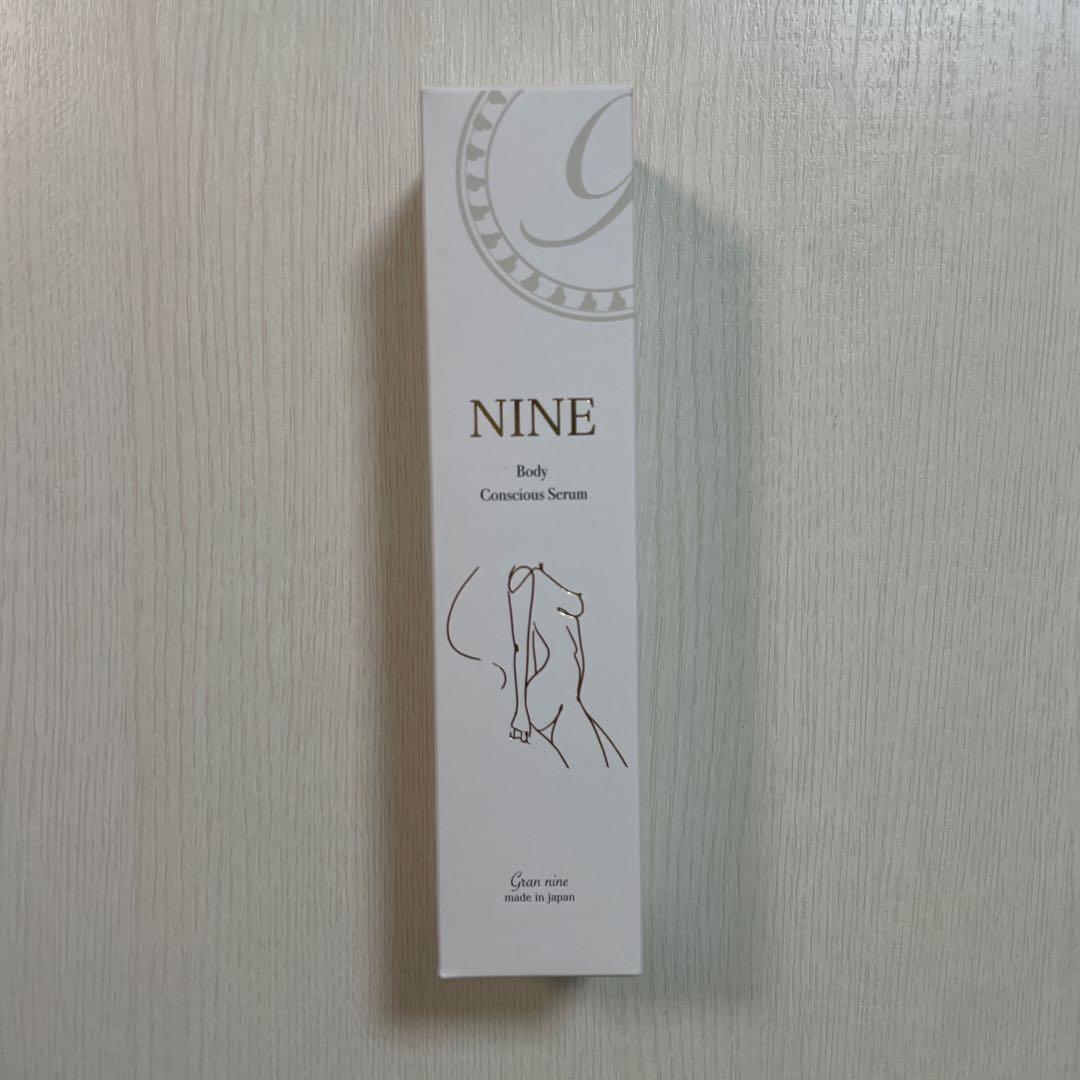 g
NINE
Body
Conscious Serum
Gran nine
made in japan